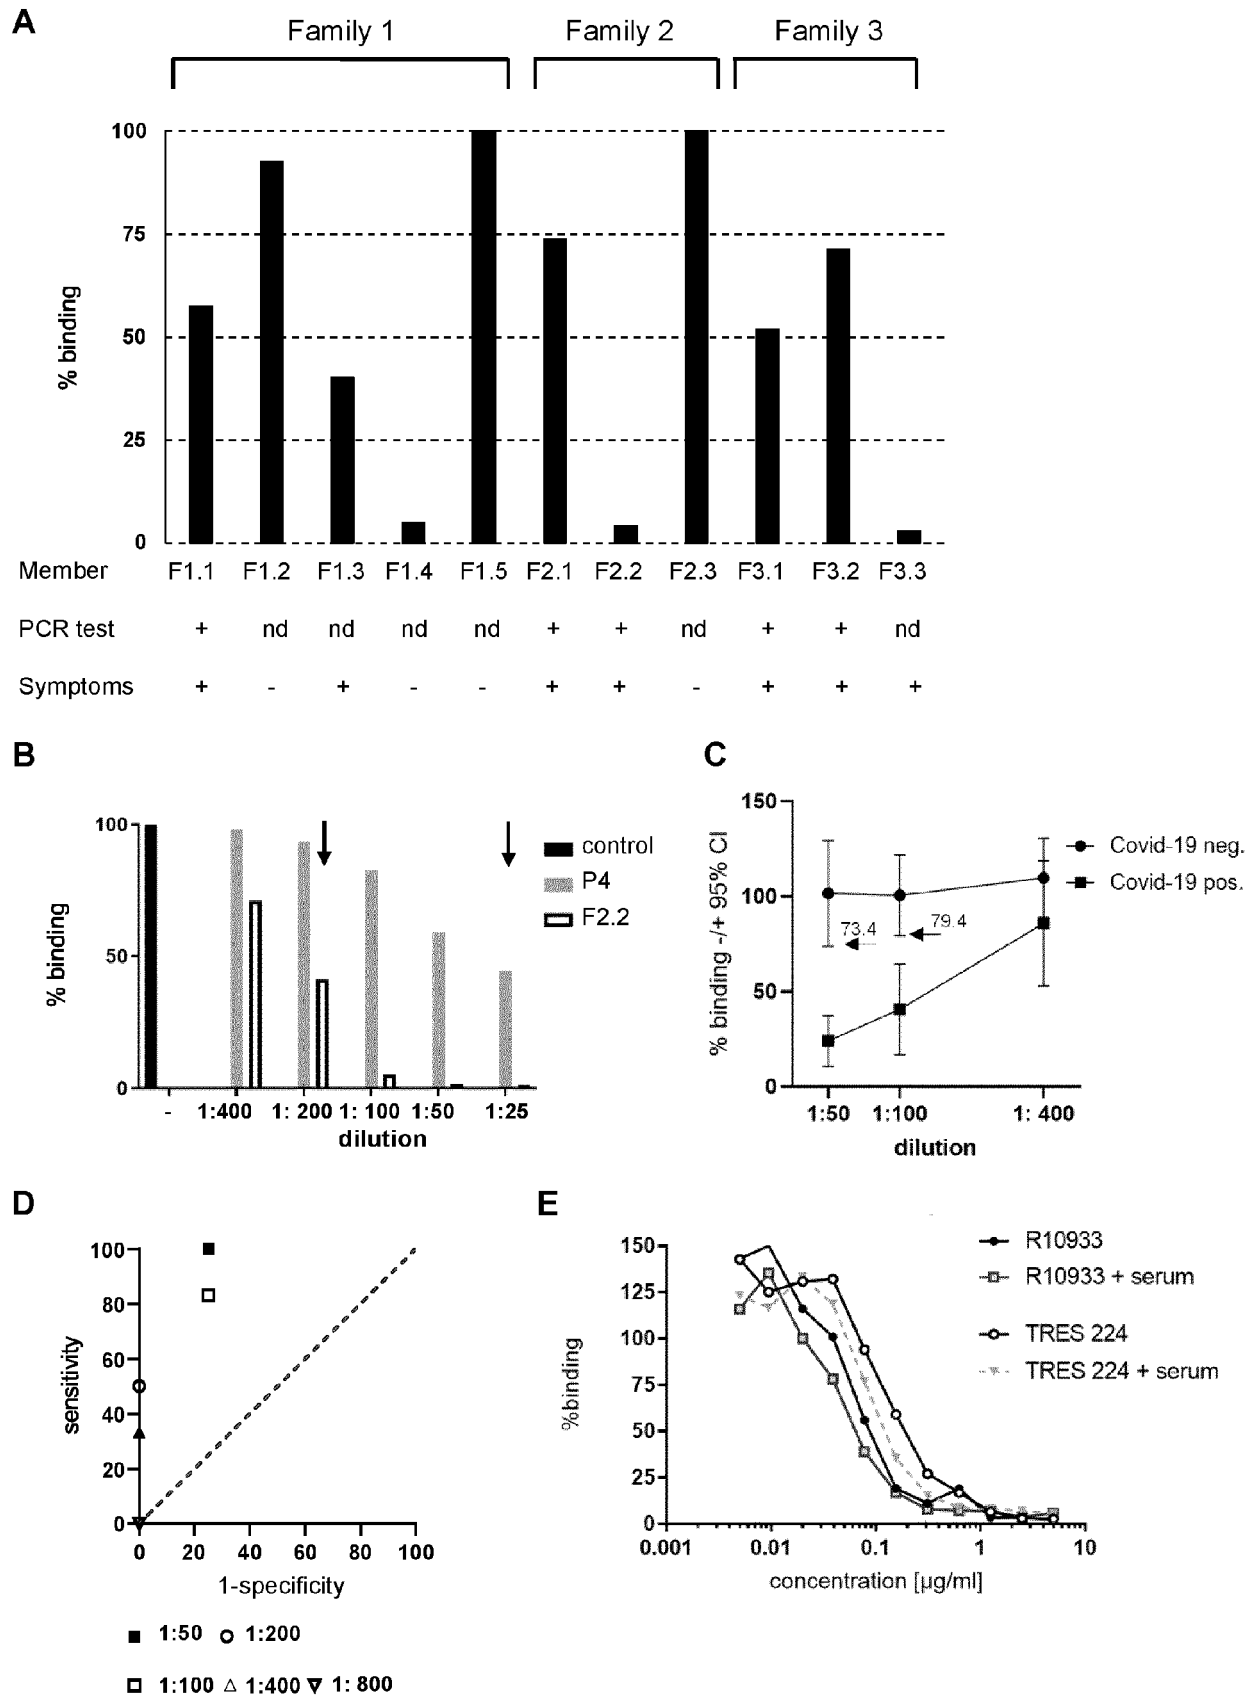 A
Family 1 Family 2 Family 3
100
75
50
25
0
% binding
Member F1.1 F1.2 F1.3 F1.4 F1.5 F2.1 F2.2 F2.3 F3.1 F3.2 F3.3
PCR test + nd nd nd nd + + nd + + nd
Symptoms + - + - - + + - + + +
B
100
50
0
% binding
control
P4
F2.2
- 1:400 1: 200 1: 100 1:50 1:25
dilution
C
150
100
50
0
% binding -/+ 95% CI
73.4
79.4
Covid-19 neg.
Covid-19 pos.
1:50 1:100 1: 400
dilution
D
100
80
60
40
20
0
sensitivity
0 20 40 60 80 100
1-specificity
1:50 1:200
1:100 1:400 1: 800
E
150
125
100
75
50
25
0
%binding
R10933
R10933 + serum
TRES 224
TRES 224 + serum
0.001 0.01 0.1 1 10
concentration [µg/ml]